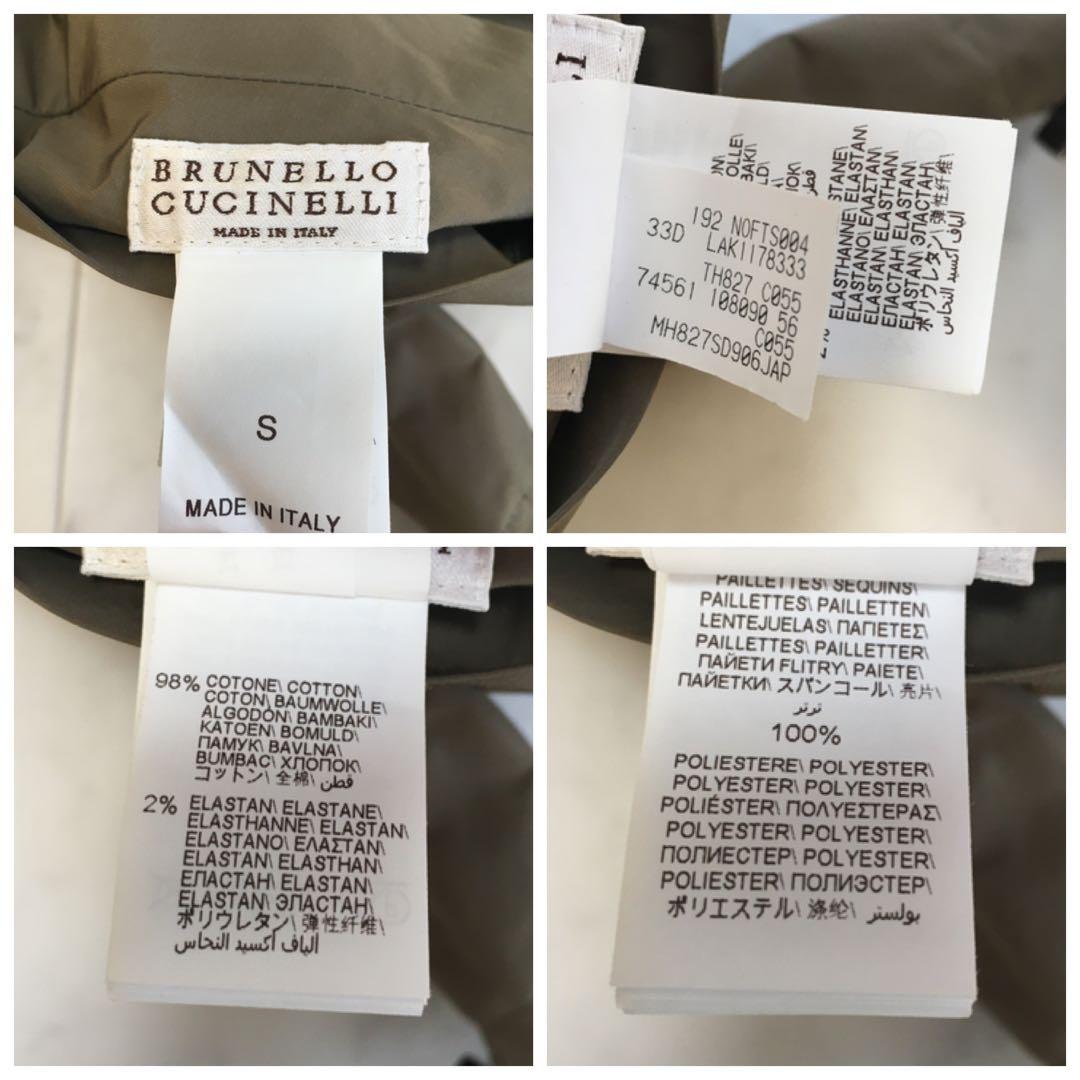 BRUNELLO
CUCINELLI
MADE IN ITALY
S
MADE IN ITALY
192 NOFTS004
33D LAK1178333
TH827 C055
74561 108090 56
C055
MH827SD906JAP
ELASTHANNE\ ELASTAN\
ELASTANO\ ΕΛΑΣΤΑΝ\
ELASTAN\ ELASTHAN\
ЕЛАСТАН\ ELASTAN\
ELASTAN\ ЭЛАСТАН\
ポリウレタン\ 弹性纤维\
الياف اكسيد النحاس
98% COTONE\ COTTON\
COTON\ BAUMWOLLE\
ALGODON\ BAMBAKI\
KATOEN\ BOMULD\
ПАМУК\ BAVLNA\
BUMBAC\ ХЛОПОК\
コットン\ 全棉\ قطن
2% ELASTAN\ ELASTANE\
ELASTHANNE\ ELASTAN\
ELASTANO\ ΕΛΑΣΤΑΝ\
ELASTAN\ ELASTHAN\
ЕЛАСТАН\ ELASTAN\
ELASTAN\ ЭЛАСТАН\
ポリウレタン\ 弹性纤维\
الياف اكسيد النحاس
PAILLETTES\ SEQUINS\
PAILLETTES\ PAILLETTEN\
LENTEJUELAS\ ΠΑΓΙΕΤΕΣ\
PAILLETTES\ PAILLETTER\
ПАЙЕТИ FLITRY\ PAIETE\
ПАЙЕТКИ\ スパンコール\ 亮片\
ترتر
100%
POLIESTERE\ POLYESTER\
POLYESTER\ POLYESTER\
POLIÉSTER\ ΠΟΛΥΕΣΤΕΡΑΣ\
POLYESTER\ POLYESTER\
ПОЛИЕСТЕР\ POLYESTER\
POLIESTER\ ПОЛИЭСТЕР\
ポリエステル\ 涤纶\ بولستر